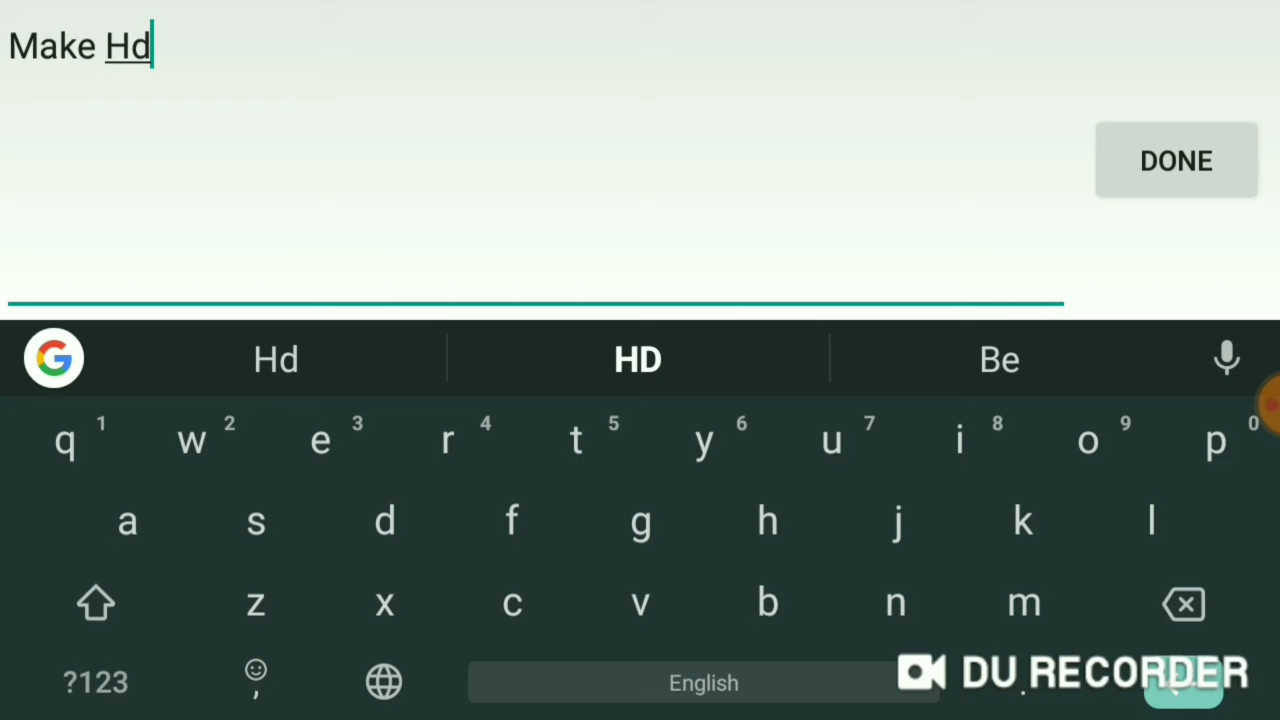 Make Hd
DONE
G Hd HD Be
q 1 w 2 e 3 r 4 t 5 y 6 u 7 i 8 o 9 p 0
a s d f g h j k l
z x c v b n m
?123 , English .
DU RECORDER